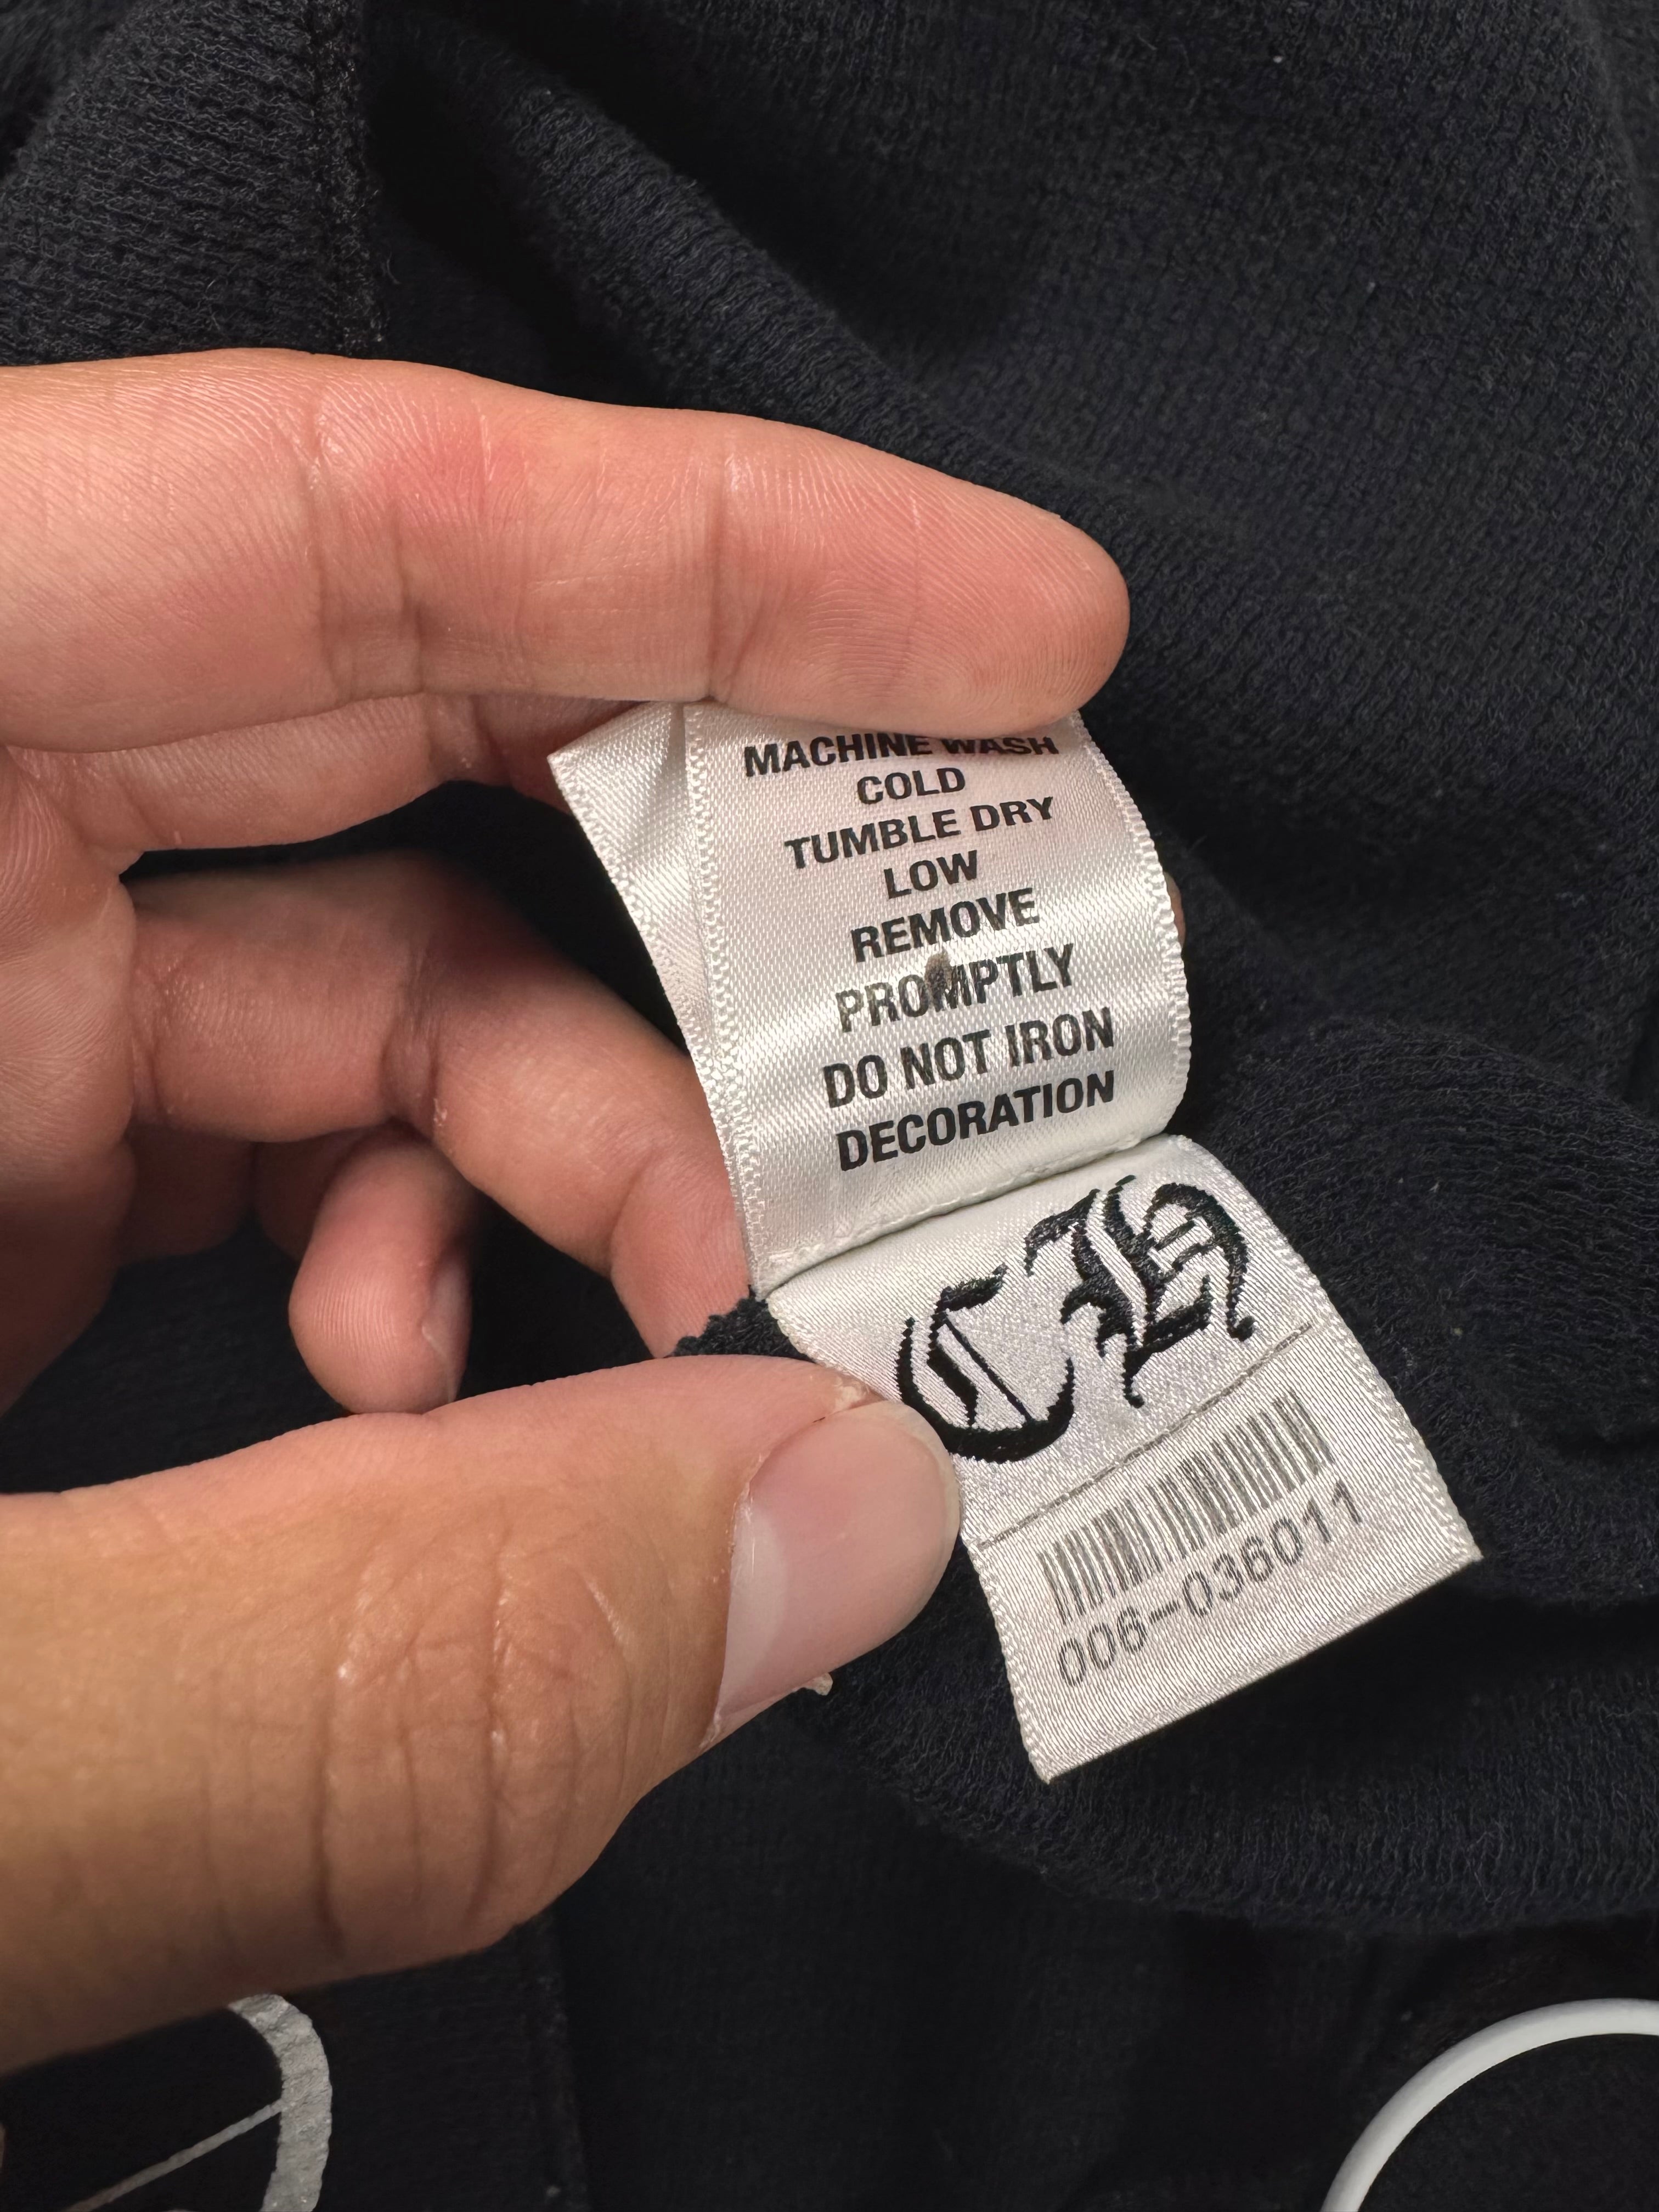 MACHINE WASH
COLD
TUMBLE DRY
LOW
REMOVE
PROMPTLY
DO NOT IRON
DECORATION
CH
006-036011